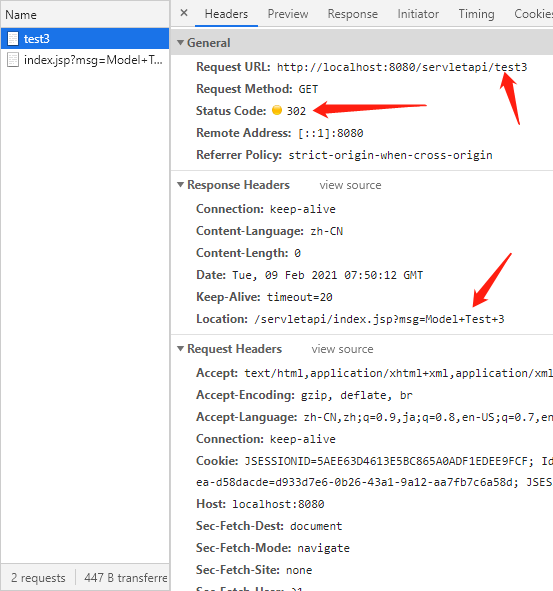 Name
test3
index.jsp?msg=Model+T...
2 requests
447 B transferre
× Headers Preview Response Initiator Timing Cookies
General
Request URL: http://localhost:8080/servletapi/test3
Request Method: GET
Status Code: 302
Remote Address: [::1]:8080
Referrer Policy: strict-origin-when-cross-origin
Response Headers view source
Connection: keep-alive
Content-Language: zh-CN
Content-Length: 0
Date: Tue, 09 Feb 2021 07:50:12 GMT
Keep-Alive: timeout=20
Location: /servletapi/index.jsp?msg=Model+Test+3
Request Headers view source
Accept: text/html,application/xhtml+xml,application/xml
Accept-Encoding: gzip, deflate, br
Accept-Language: zh-CN,zh;q=0.9,ja;q=0.8,en-US;q=0.7,en
Connection: keep-alive
Cookie: JSESSIONID=5AEE63D4613E5BC865A0ADF1EDEE9FCF; Id
ea-d58dacde=d933d7e6-0b26-43a1-9a12-aa7fb7c6a58d; JSES
Host: localhost:8080
Sec-Fetch-Dest: document
Sec-Fetch-Mode: navigate
Sec-Fetch-Site: none